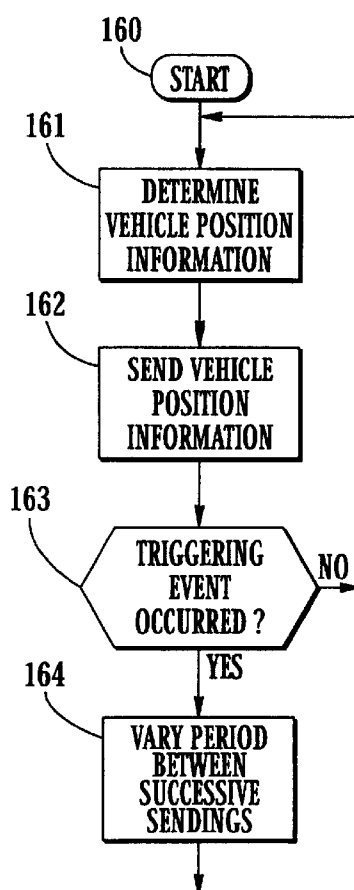 160
START
161
DETERMINE
VEHICLE POSITION
INFORMATION
162
SEND VEHICLE
POSITION
INFORMATION
163
TRIGGERING
EVENT
OCCURRED ?
NO
YES
164
VARY PERIOD
BETWEEN
SUCCESSIVE
SENDINGS